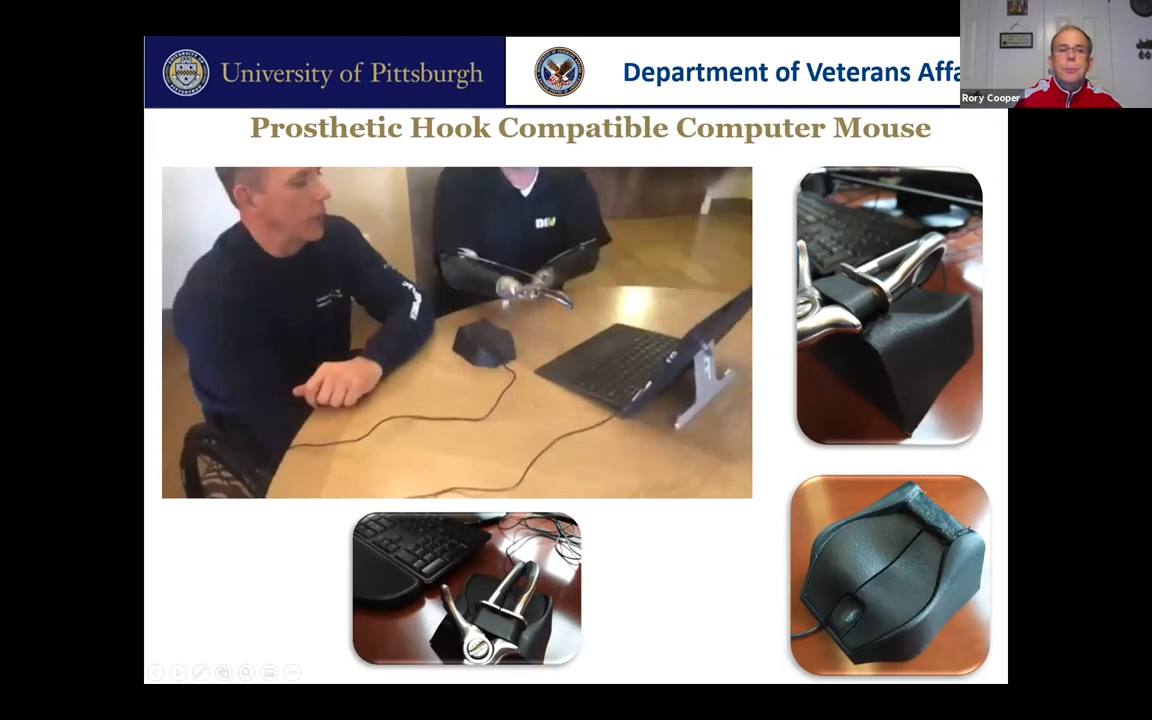 University of Pittsburgh
Department of Veterans Affa
Rory Cooper
Prosthetic Hook Compatible Computer Mouse